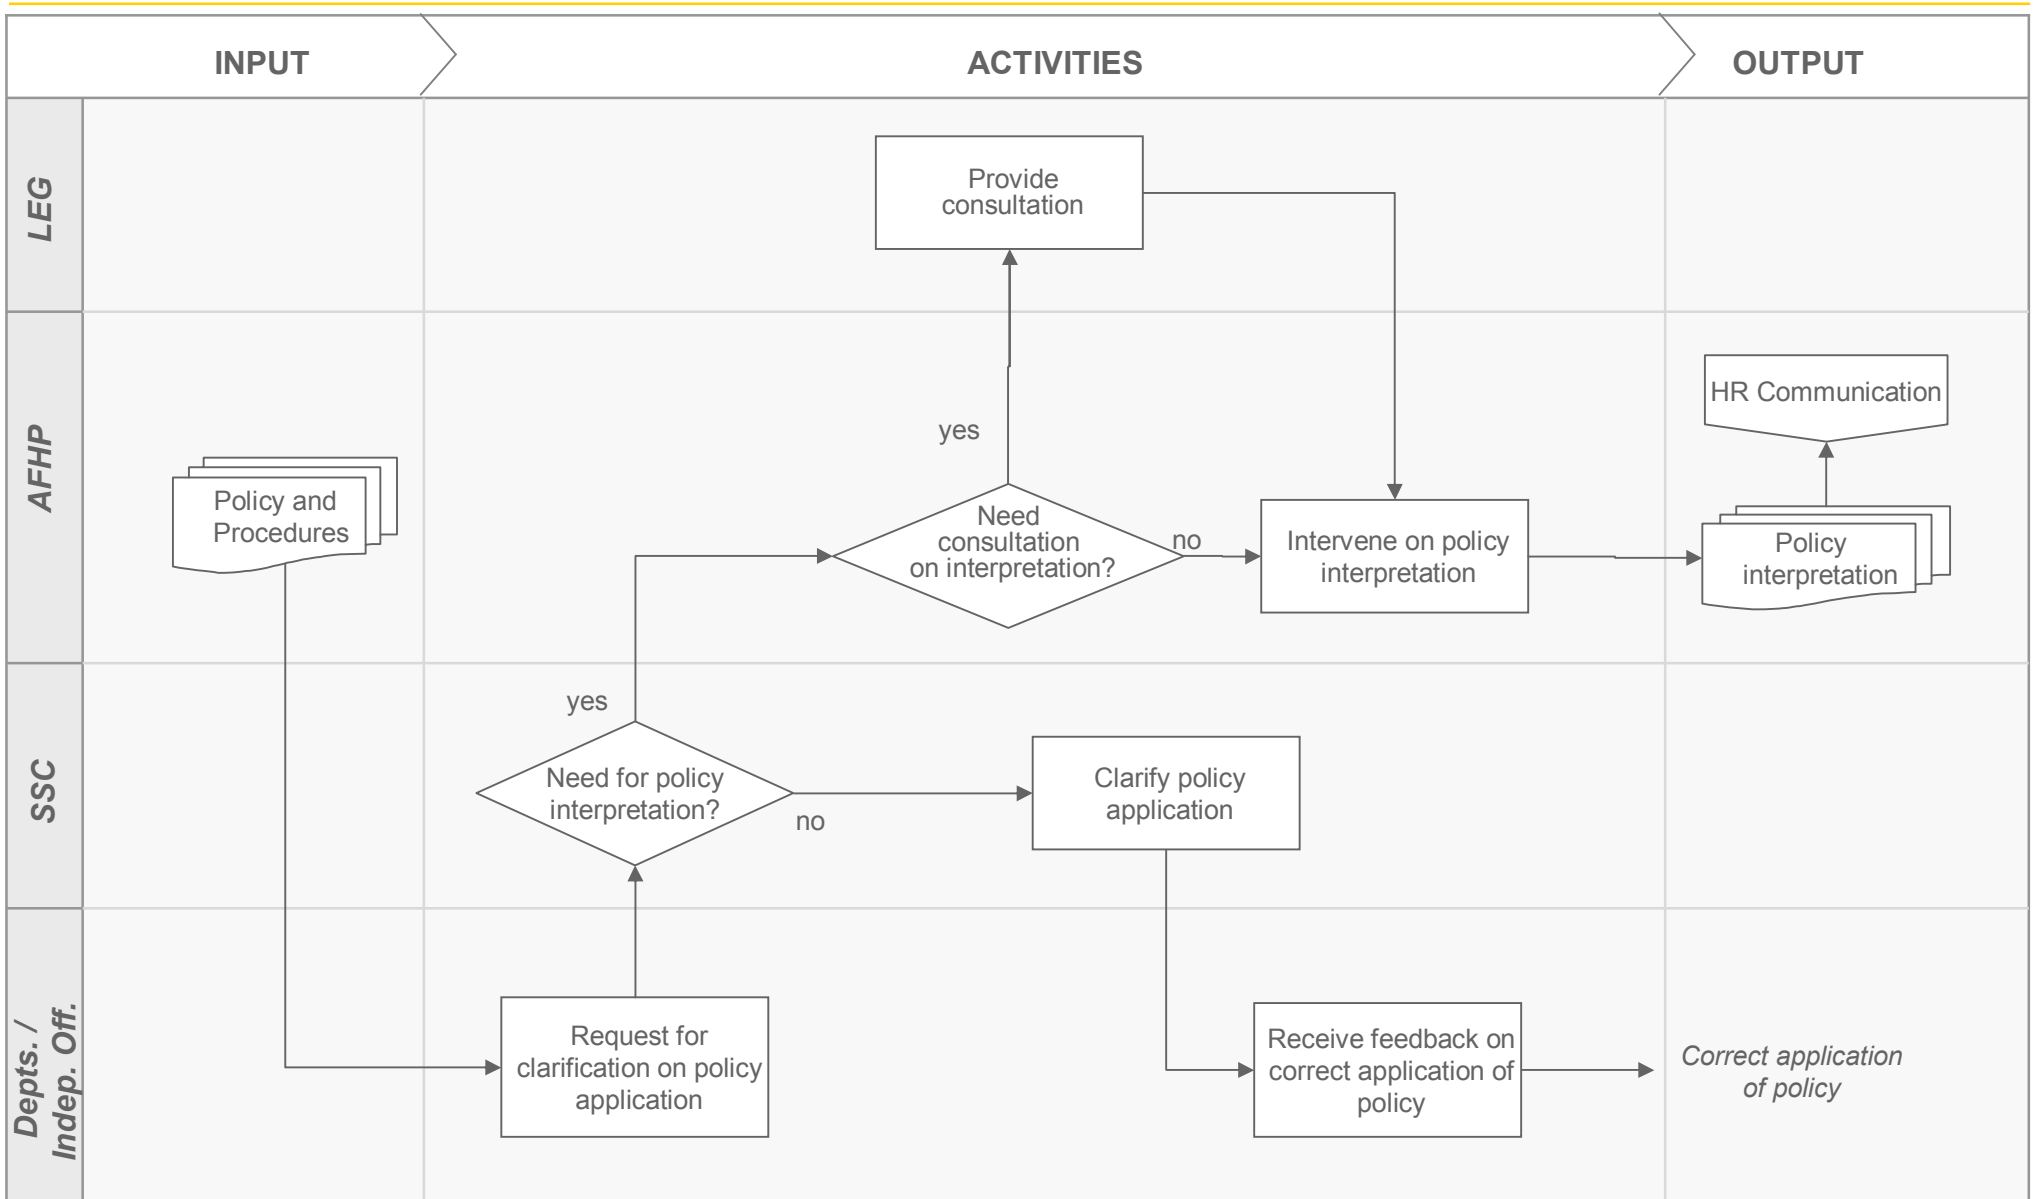 INPUT
ACTIVITIES
OUTPUT
LEG
Provide
consultation
AFHP
Policy and
Procedures
yes
Need
consultation
on interpretation?
no
Intervene on policy
interpretation
HR Communication
Policy
interpretation
SSC
yes
Need for policy
interpretation?
no
Clarify policy
application
Depts. /
Indep. Off.
Request for
clarification on policy
application
Receive feedback on
correct application of
policy
Correct application
of policy